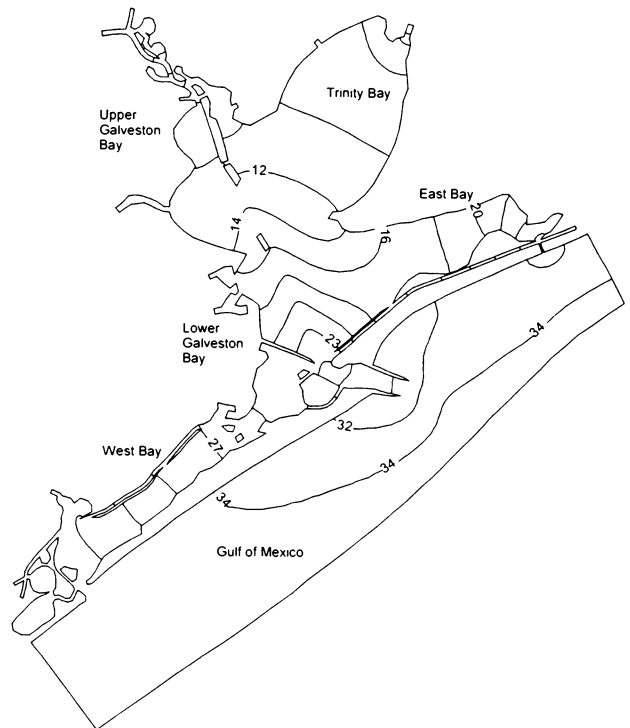 Trinity Bay
Upper
Galveston
Bay
12
East Bay
20
14
16
Lower
Galveston
Bay
23
34
32
West Bay
27
34
34
Gulf of Mexico